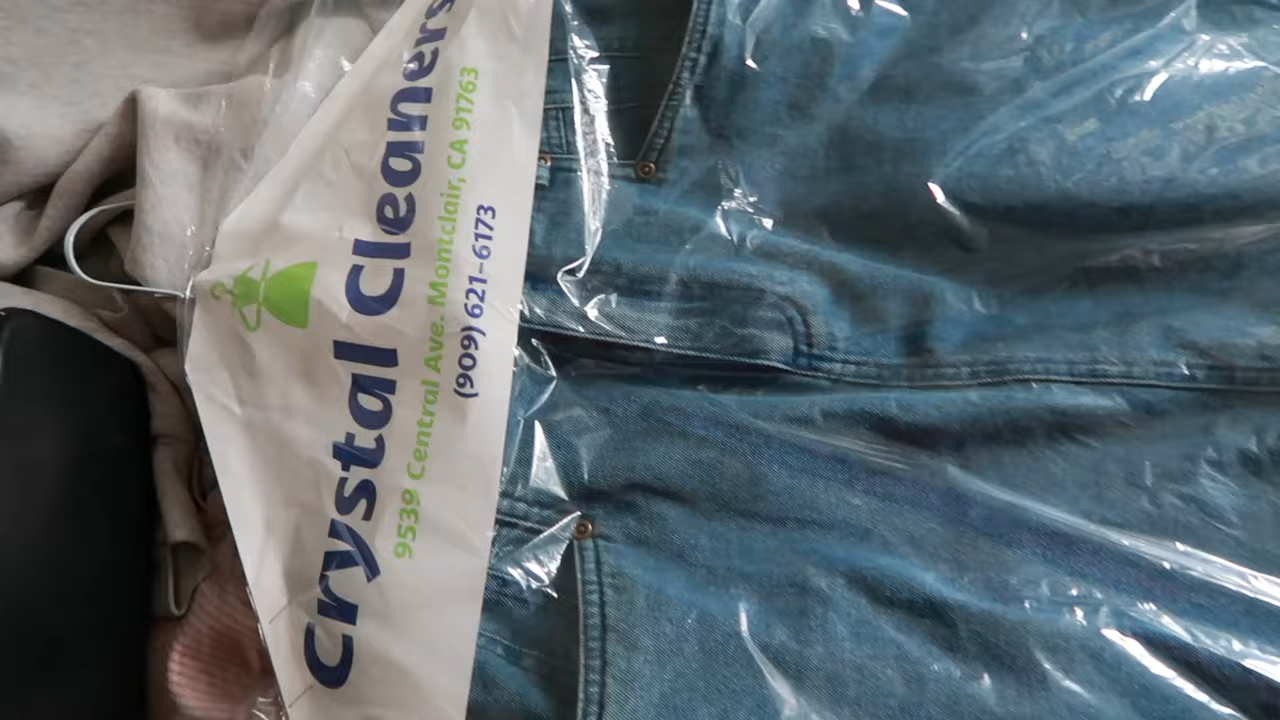 Crystal Cleaners
9539 Central Ave. Montclair, CA 91763
(909) 621-6173